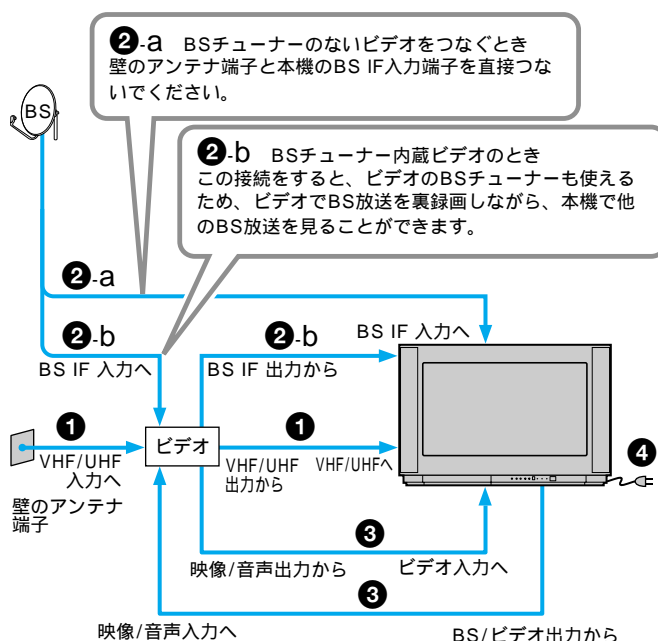 ❷-a BSチューナーのないビデオをつなぐとき
壁のアンテナ端子と本機のBS IF入力端子を直接つな
いでください。
BS
❷-b BSチューナー内蔵ビデオのとき
この接続をすると、ビデオのBSチューナーも使える
ため、ビデオでBS放送を裏録画しながら、本機で他
のBS放送を見ることができます。
❷-a
❷-b
BS IF 入力へ
❷-b
BS IF 出力から
BS IF 入力へ
❶
VHF/UHF
入力へ
壁のアンテナ
端子
ビデオ
❶
VHF/UHF
出力から
VHF/UHFへ
❹
❸
映像/音声出力から
ビデオ入力へ
❸
映像/音声入力へ
BS/ビデオ出力から